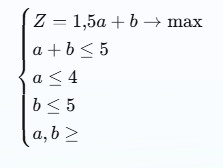 Z = 1,5a + b → max
a + b ≤ 5
a ≤ 4
b ≤ 5
a, b ≥